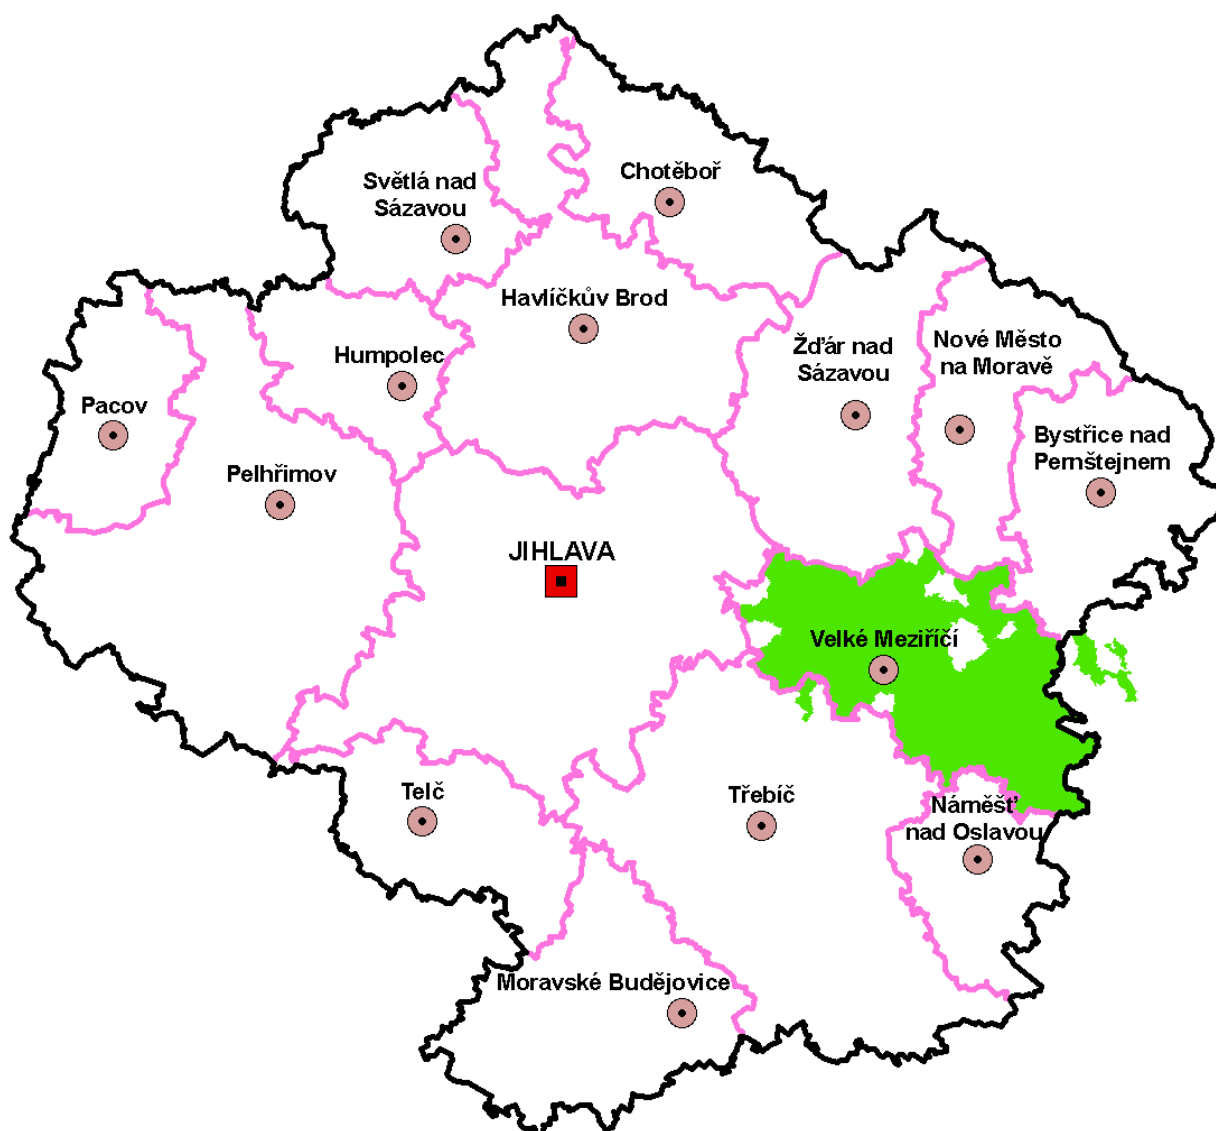 Chotěboř
Světlá nad
Sázavou
Havlíčkův Brod
Humpolec
Žďár nad
Sázavou
Nové Město
na Moravě
Pacov
Bystřice nad
Pernštejnem
Pelhřimov
JIHLAVA
Velké Meziříčí
Telč
Třebíč
Náměšť
nad Oslavou
Moravské Budějovice